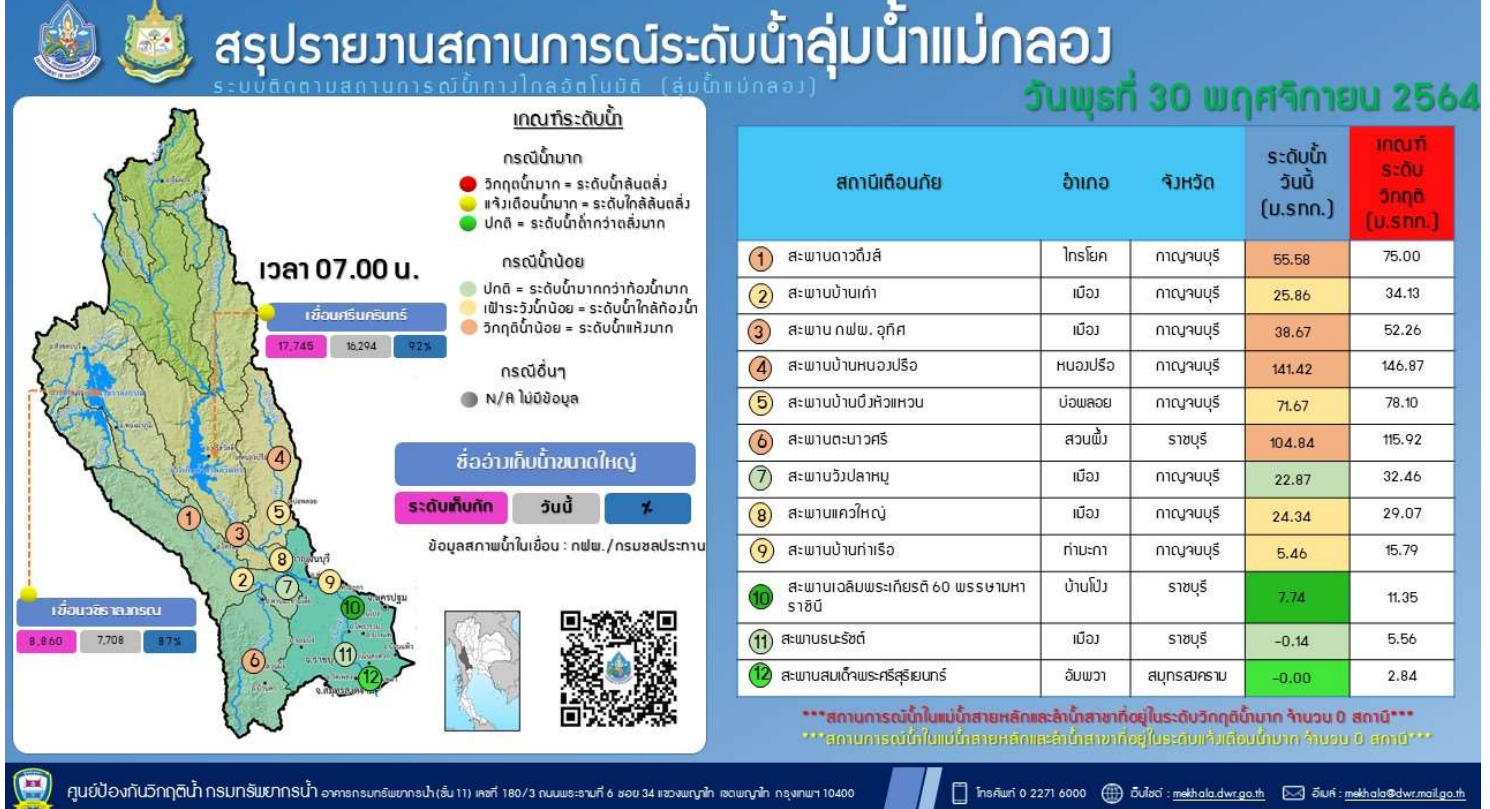 สรุปรายงานสถานการณ์ระดับน้ำลุ่มน้ำแม่กลอง
ระบบติดตามสถานการณ์น้ำทางไกลอัตโนมัติ (ลุ่มน้ำแม่กลอง)
วันพุธที่ 30 พฤศจิกายน 2564
เกณฑ์ระดับน้ำ
กรณีน้ำมาก
วิกฤตน้ำมาก = ระดับน้ำล้นตลิ่ง
แจ้งเตือนน้ำมาก = ระดับใกล้ล้นตลิ่ง
ปกติ = ระดับน้ำต่ำกว่าตลิ่งมาก
กรณีน้ำน้อย
ปกติ = ระดับน้ำมากกว่าท้องน้ำมาก
เฝ้าระวังน้ำน้อย = ระดับน้ำใกล้ท้องน้ำ
วิกฤติน้ำน้อย = ระดับน้ำแห้งมาก
กรณีอื่นๆ
N/A ไม่มีข้อมูล
เวลา 07.00 น.
เขื่อนศรีนครินทร์
17,745 16,294 92%
ชื่ออ่างเก็บน้ำขนาดใหญ่
ระดับเก็บกัก วันนี้ %
ข้อมูลสภาพน้ำในเขื่อน : กฟผ./กรมชลประทาน
เขื่อนวชิราลงกรณ
8,860 7,708 87%
4
5
1
3
8
2
7
9
10
6
11
12
สถานีเตือนภัย อำเภอ จังหวัด ระดับน้ำวันนี้ (ม.รทก.) เกณฑ์ระดับวิกฤติ (ม.รทก.)
1 สะพานดาวดึงส์ ไทรโยค กาญจนบุรี 55.58 75.00
2 สะพานบ้านเก่า เมือง กาญจนบุรี 25.86 34.13
3 สะพาน กฟผ. อุทิศ เมือง กาญจนบุรี 38.67 52.26
4 สะพานบ้านหนองปรือ หนองปรือ กาญจนบุรี 141.42 146.87
5 สะพานบ้านบึงหัวแหวน บ่อพลอย กาญจนบุรี 71.67 78.10
6 สะพานตะนาวศรี สวนผึ้ง ราชบุรี 104.84 115.92
7 สะพานวังปลาหมู เมือง กาญจนบุรี 22.87 32.46
8 สะพานแควใหญ่ เมือง กาญจนบุรี 24.34 29.07
9 สะพานบ้านท่าเรือ ท่ามะกา กาญจนบุรี 5.46 15.79
10 สะพานเฉลิมพระเกียรติ 60 พรรษามหา
ราชินี บ้านโป่ง ราชบุรี 7.74 11.35
11 สะพานธนะรัชต์ เมือง ราชบุรี -0.14 5.56
12 สะพานสมเด็จพระศรีสุริเยนทร์ อัมพวา สมุทรสงคราม -0.00 2.84
***สถานการณ์น้ำในแม่น้ำสายหลักและลำน้ำสาขาที่อยู่ในระดับวิกฤติน้ำมาก จำนวน 0 สถานี***
***สถานการณ์น้ำในแม่น้ำสายหลักและลำน้ำสาขาที่อยู่ในระดับแจ้งเตือนน้ำมาก จำนวน 0 สถานี***
ศูนย์ป้องกันวิกฤติน้ำ กรมทรัพยากรน้ำ อาคารกรมทรัพยากรน้ำ (ชั้น 11) เลขที่ 180/3 ถนนพระรามที่ 6 ซอย 34 แขวงพญาไท เขตพญาไท กรุงเทพฯ 10400
โทรศัพท์ 0 2271 6000 เว็บไซต์ : mekhala.dwr.go.th อีเมล์ : mekhala@dwr.mail.go.th